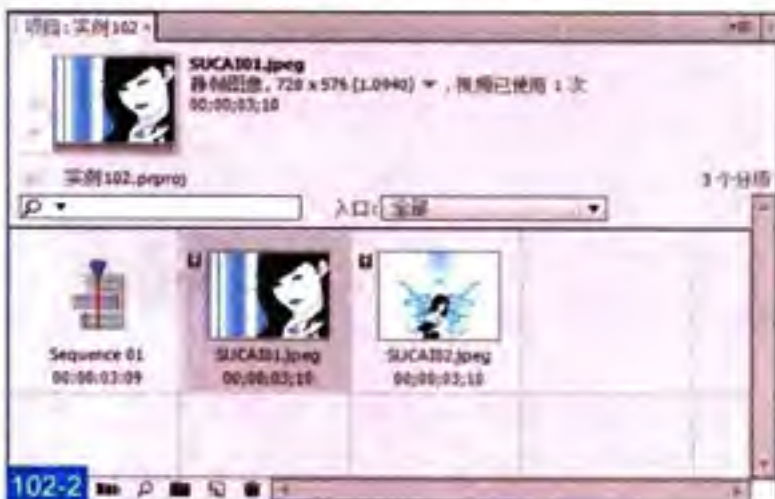 项目:实例102
SUCAI01.jpeg
静帧图像, 720 x 576 (1.0940) ，视频已使用 1 次
00;00;03;10
实例102.prproj
3 个分项
入口: 全部
Sequence 01
00:00:03:09
SUCAI01.jpeg
00;00;03;10
SUCAI02.jpeg
00;00;03;10
102-2